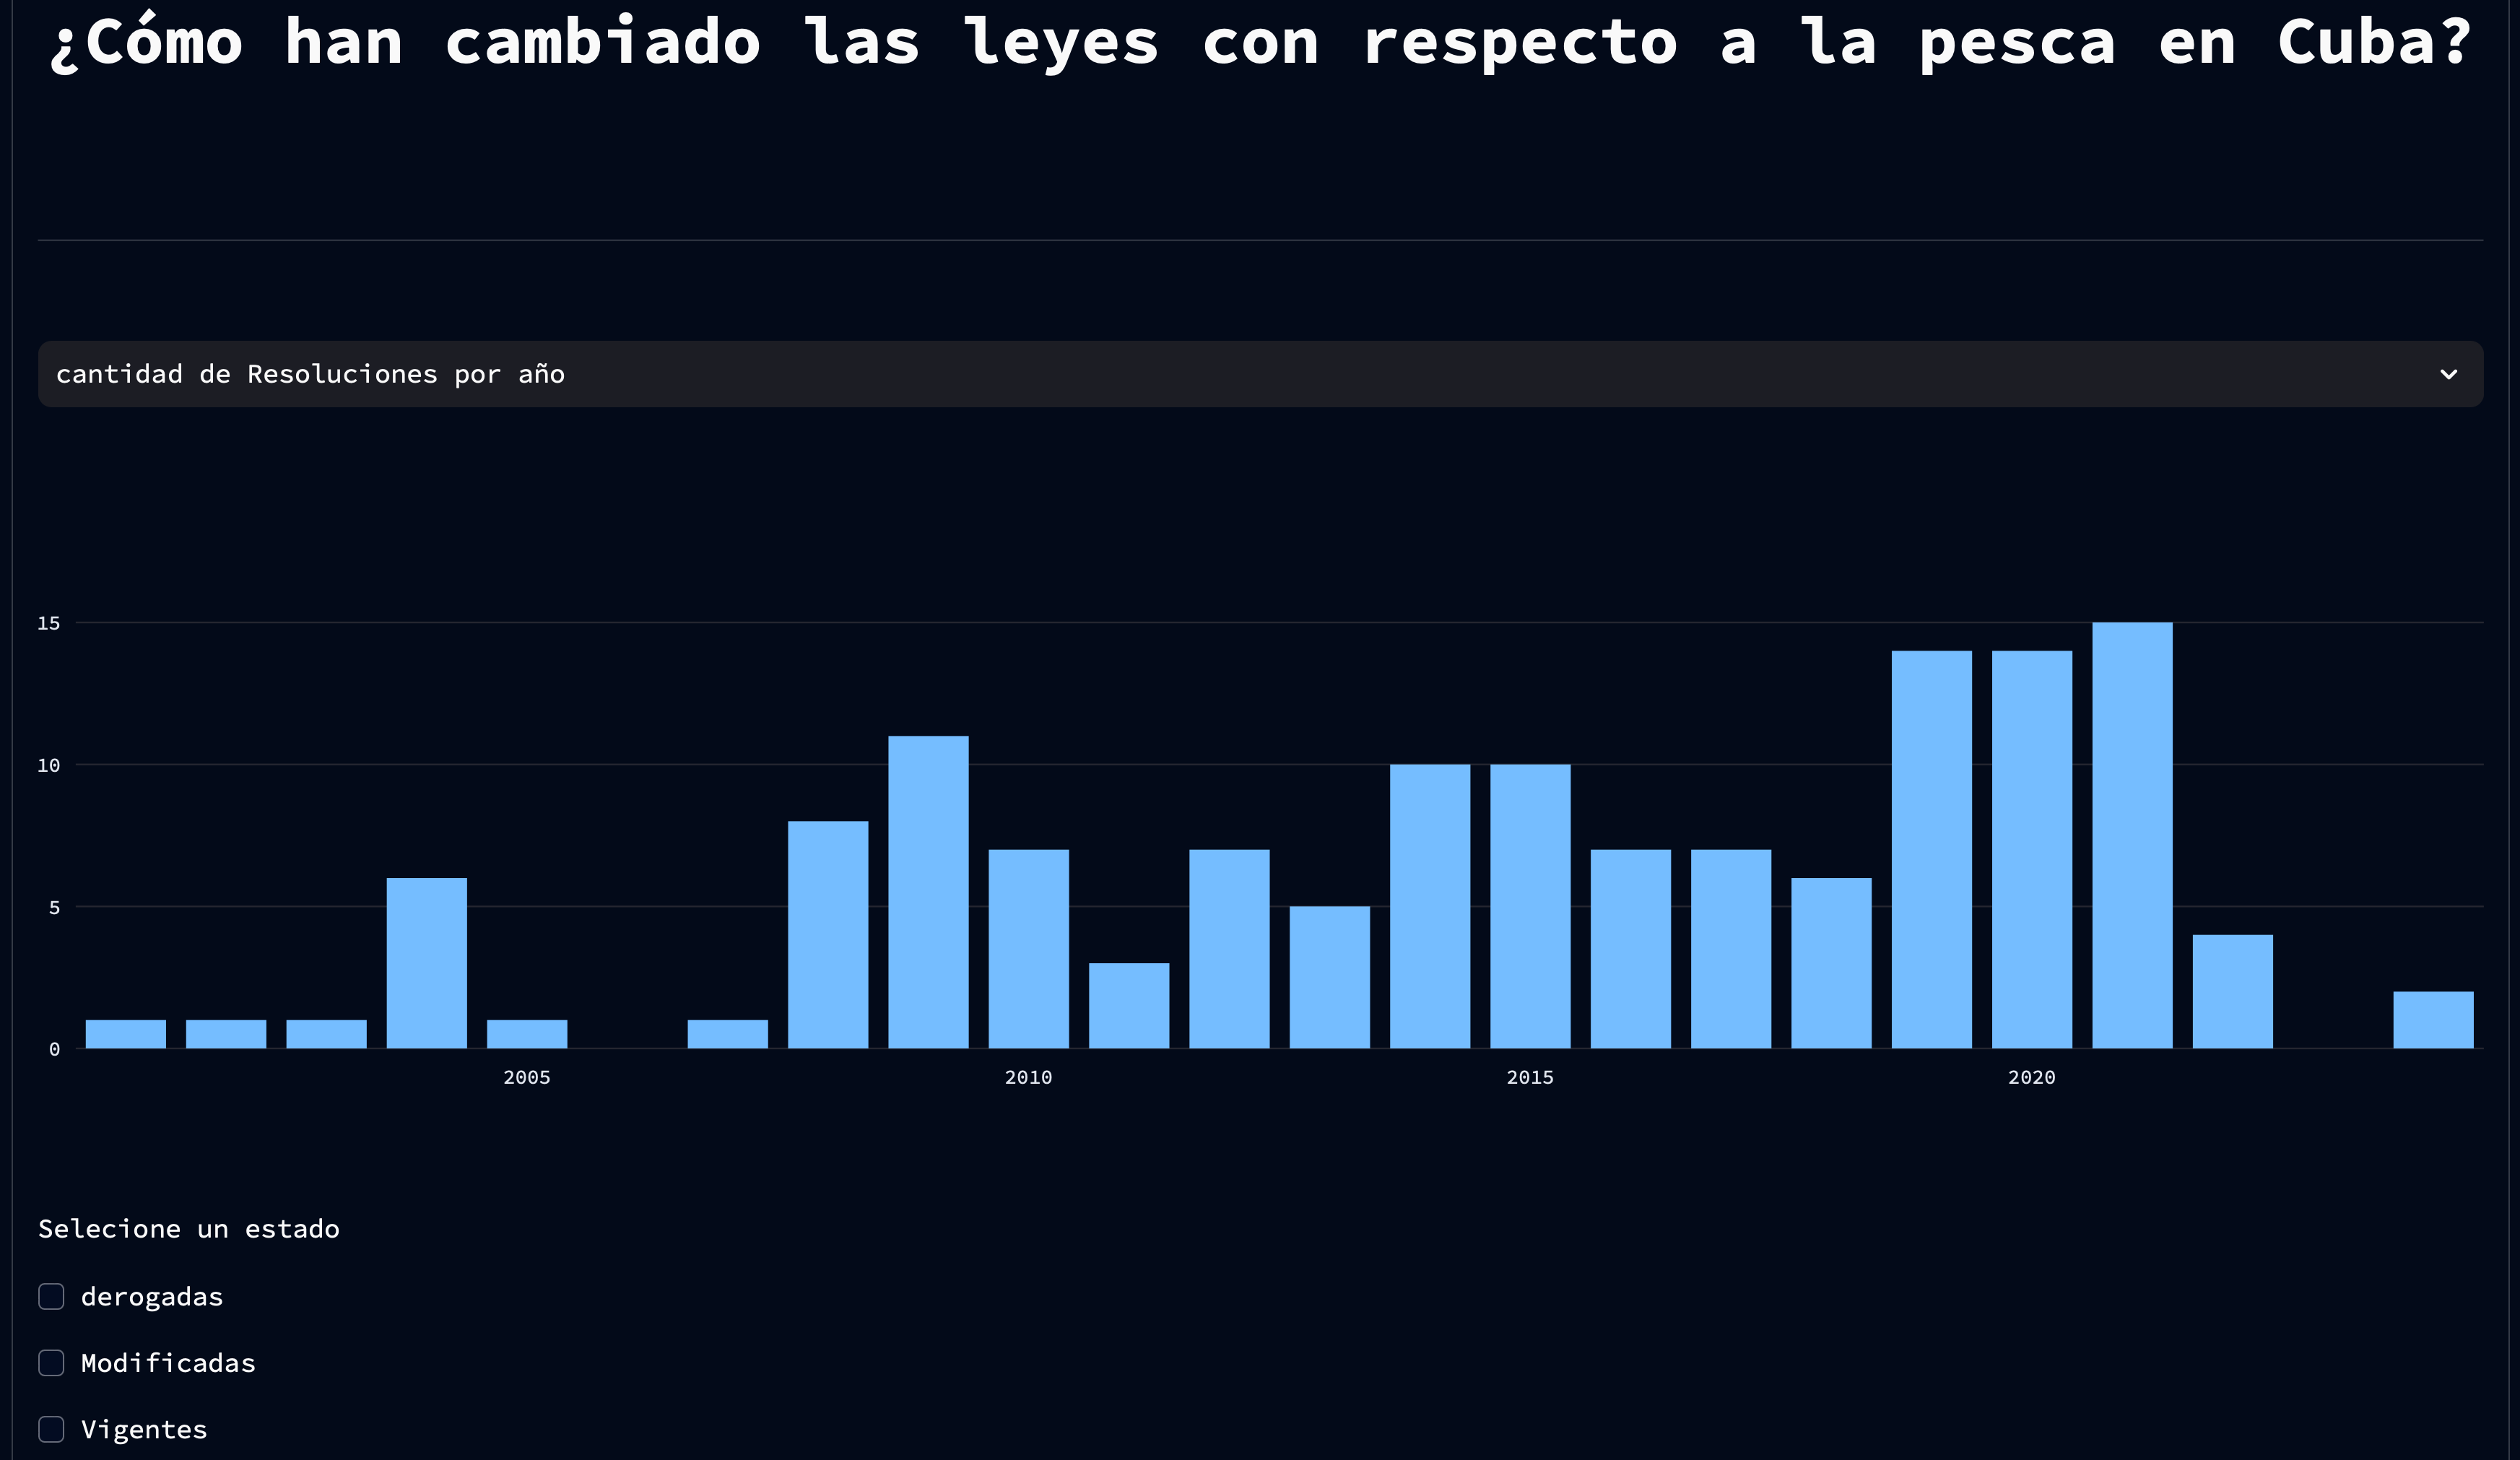 ¿Cómo han cambiado las leyes con respecto a la pesca en Cuba?
cantidad de Resoluciones por año
15
10
5
0
2005 2010 2015 2020
Selecione un estado
derogadas
Modificadas
Vigentes